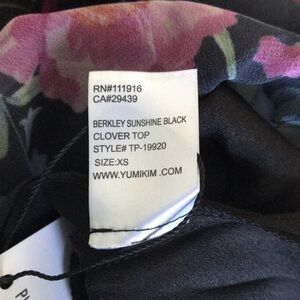 RN#111916
CA#29439
BERKLEY SUNSHINE BLACK
CLOVER TOP
STYLE# TP-19920
SIZE:XS
WWW.YUMIKIM.COM